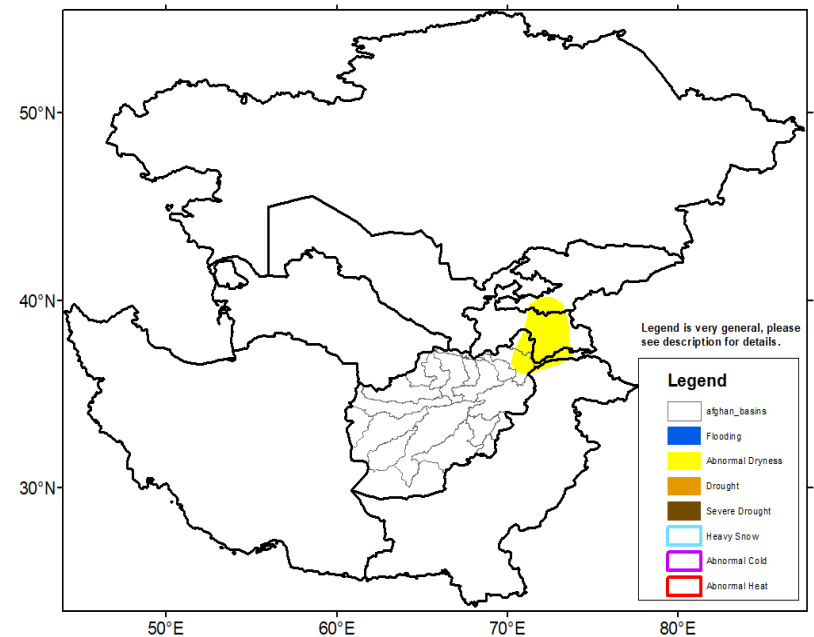 50°N
40°N
30°N
Legend is very general, please
see description for details.
Legend
afghan_basins
Flooding
Abnormal Dryness
Drought
Severe Drought
Heavy Snow
Abnormal Cold
Abnormal Heat
50°E 60°E 70°E 80°E